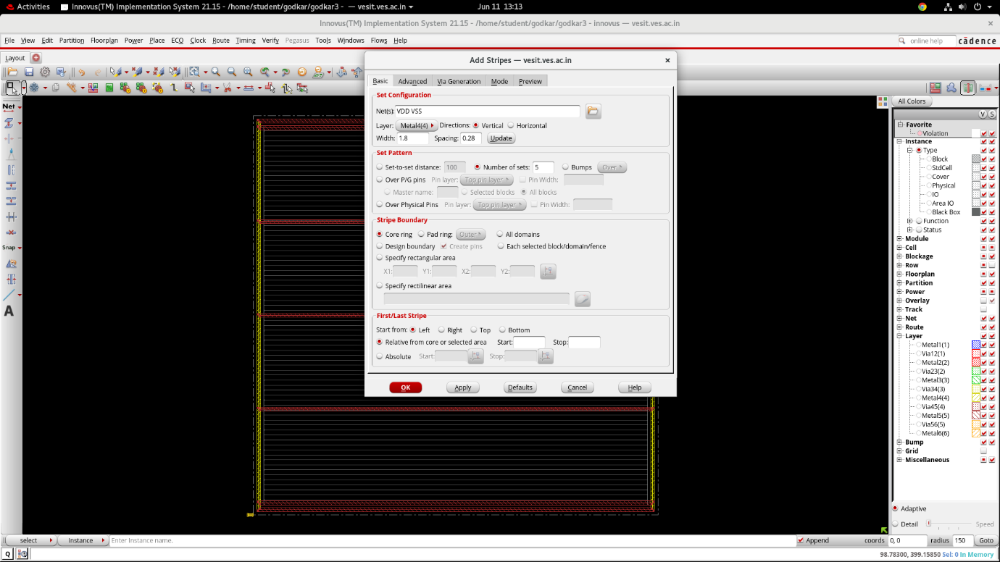 Activities Innovus(TM) Implementation System 21.15 - /home/student/godkar/godkar3 - — vesit.ves.ac.in Jun 11 13:13
Innovus(TM) Implementation System 21.15 - /home/student/godkar/godkar3 - innovus — vesit.ves.ac.in
File View Edit Partition Floorplan Power Place ECO Clock Route Timing Verify Pegasus Tools Windows Flows Help online help cādence
Layout
Add Stripes — vesit.ves.ac.in
Basic Advanced Via Generation Mode Preview
Set Configuration
Net(s): VDD VSS
Layer: Metal4(4) Directions: Vertical Horizontal
Width: 1.8 Spacing: 0.28 Update
Set Pattern
Set-to-set distance: 100 Number of sets: 5 Bumps Over
Over P/G pins Pin layer: Top pin layer Pin Width:
Master name: Selected blocks All blocks
Over Physical Pins Pin layer: Top pin layer Pin Width:
Stripe Boundary
Core ring Pad ring: Outer All domains
Design boundary Create pins Each selected block/domain/fence
Specify rectangular area
X1: Y1: X2: Y2:
Specify rectilinear area
First/Last Stripe
Start from: Left Right Top Bottom
Relative from core or selected area Start: Stop:
Absolute Start: Stop:
OK Apply Defaults Cancel Help
Net
Snap
A
All Colors
V S
Favorite
Violation
Instance
Type
Block
StdCell
Cover
Physical
IO
Area IO
Black Box
Function
Status
Module
Cell
Blockage
Row
Floorplan
Partition
Power
Overlay
Track
Net
Route
Layer
Metal1(1)
Via12(1)
Metal2(2)
Via23(2)
Metal3(3)
Via34(3)
Metal4(4)
Via45(4)
Metal5(5)
Via56(5)
Metal6(6)
Bump
Grid
Miscellaneous
Adaptive
Detail Speed
select Instance Enter Instance name. Append coords 0, 0 radius 150 Goto
Q 98.78300, 399.15850 Sel: 0 In Memory